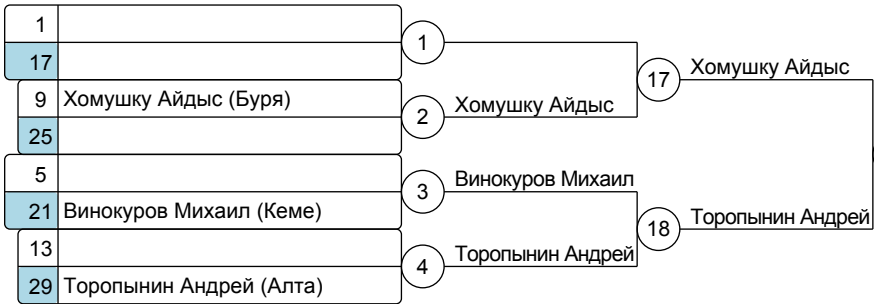 1
17
1
9 Хомушку Айдыс (Буря)
25
2
Хомушку Айдыс
17
Хомушку Айдыс
5
21 Винокуров Михаил (Кеме)
3
Винокуров Михаил
13
29 Торопынин Андрей (Алта)
4
Торопынин Андрей
18
Торопынин Андрей